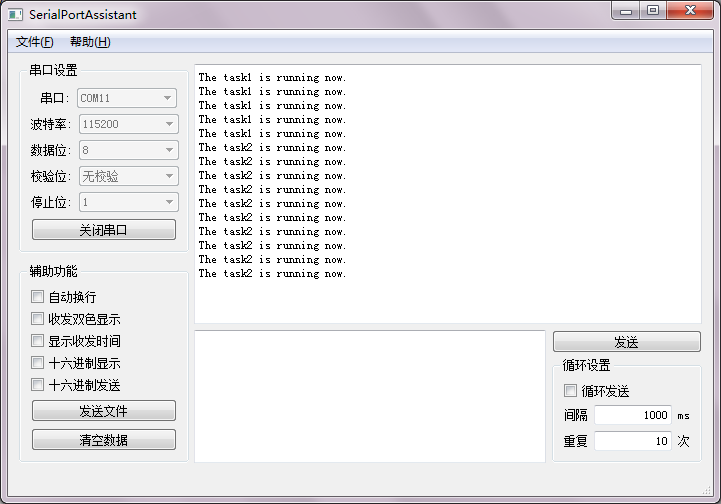 SerialPortAssistant
文件(F) 帮助(H)
串口设置
串口: COM11
波特率: 115200
数据位: 8
校验位: 无校验
停止位: 1
关闭串口
辅助功能
自动换行
收发双色显示
显示收发时间
十六进制显示
十六进制发送
发送文件
清空数据
The task1 is running now.
The task1 is running now.
The task1 is running now.
The task1 is running now.
The task1 is running now.
The task2 is running now.
The task2 is running now.
The task2 is running now.
The task2 is running now.
The task2 is running now.
The task2 is running now.
The task2 is running now.
The task2 is running now.
The task2 is running now.
The task2 is running now.
发送
循环设置
循环发送
间隔 1000 ms
重复 10 次